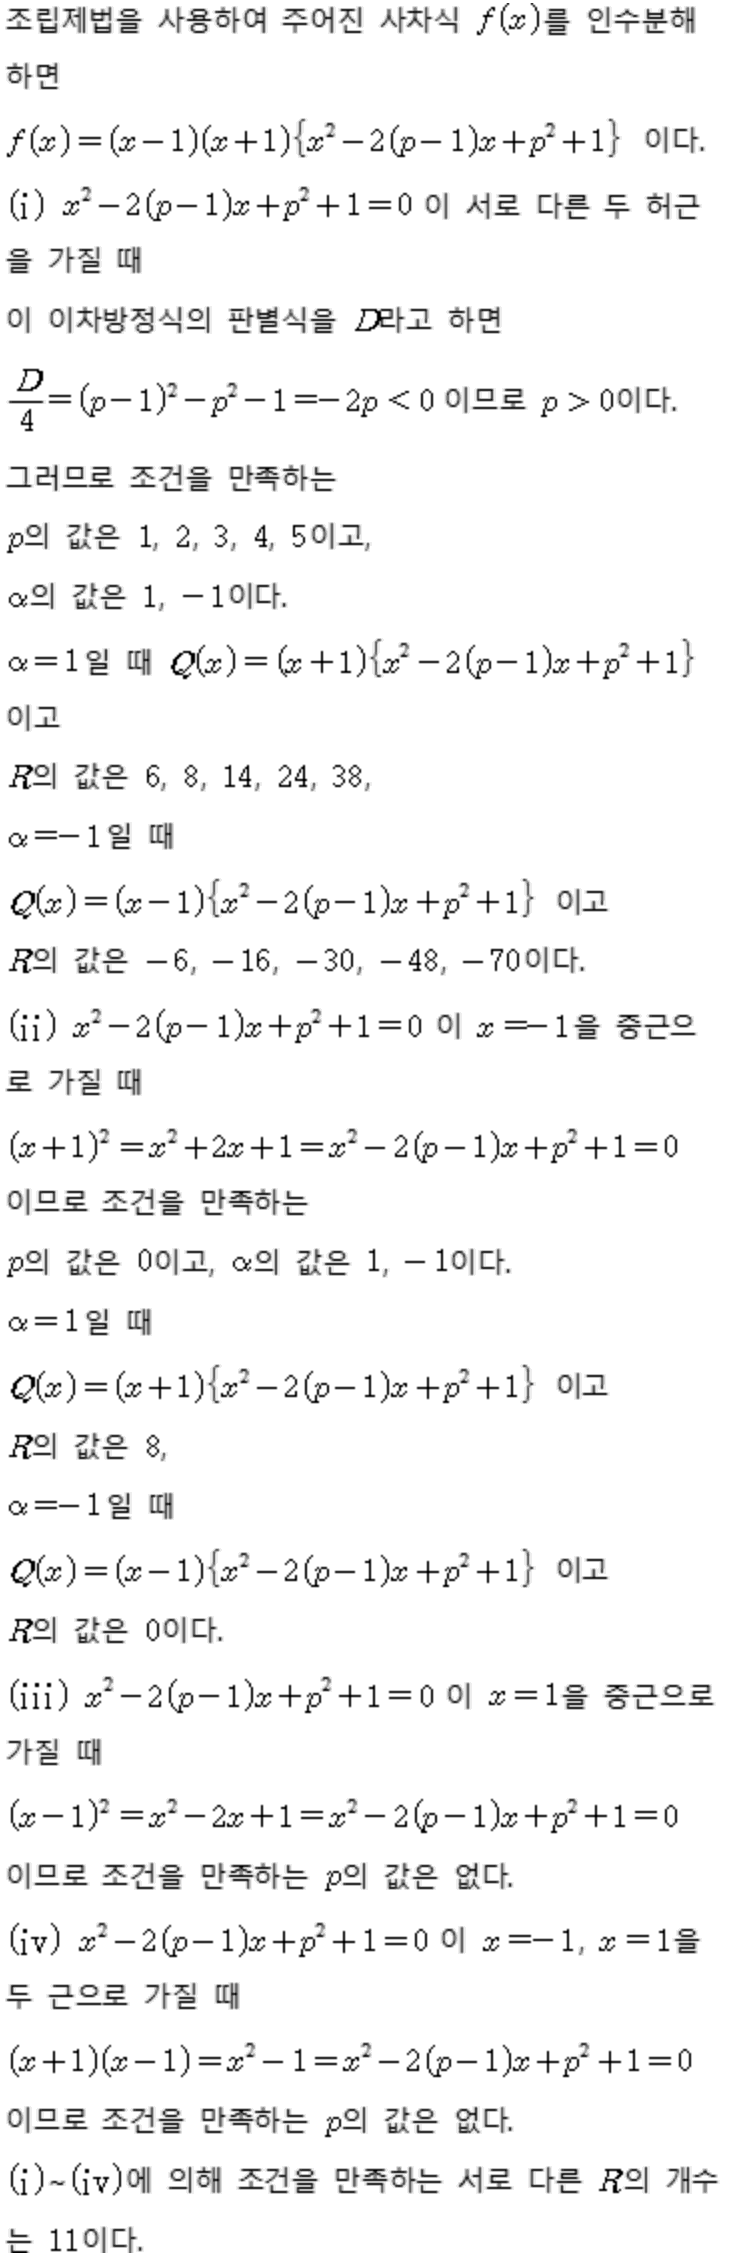 조립제법을 사용하여 주어진 사차식 f(x)를 인수분해
하면
f(x)=(x-1)(x+1){x²-2(p-1)x+p²+1} 이다.
(i) x²-2(p-1)x+p²+1=0 이 서로 다른 두 허근
을 가질 때
이 이차방정식의 판별식을 D라고 하면
D/4=(p-1)²-p²-1=-2p<0 이므로 p>0이다.
그러므로 조건을 만족하는
p의 값은 1, 2, 3, 4, 5이고,
α의 값은 1, -1이다.
α=1일 때 Q(x)=(x+1){x²-2(p-1)x+p²+1}
이고
R의 값은 6, 8, 14, 24, 38,
α=-1일 때
Q(x)=(x-1){x²-2(p-1)x+p²+1} 이고
R의 값은 -6, -16, -30, -48, -70이다.
(ii) x²-2(p-1)x+p²+1=0 이 x=-1을 중근으
로 가질 때
(x+1)²=x²+2x+1=x²-2(p-1)x+p²+1=0
이므로 조건을 만족하는
p의 값은 0이고, α의 값은 1, -1이다.
α=1일 때
Q(x)=(x+1){x²-2(p-1)x+p²+1} 이고
R의 값은 8,
α=-1일 때
Q(x)=(x-1){x²-2(p-1)x+p²+1} 이고
R의 값은 0이다.
(iii) x²-2(p-1)x+p²+1=0 이 x=1을 중근으로
가질 때
(x-1)²=x²-2x+1=x²-2(p-1)x+p²+1=0
이므로 조건을 만족하는 p의 값은 없다.
(iv) x²-2(p-1)x+p²+1=0 이 x=-1, x=1을
두 근으로 가질 때
(x+1)(x-1)=x²-1=x²-2(p-1)x+p²+1=0
이므로 조건을 만족하는 p의 값은 없다.
(i)~(iv)에 의해 조건을 만족하는 서로 다른 R의 개수
는 11이다.